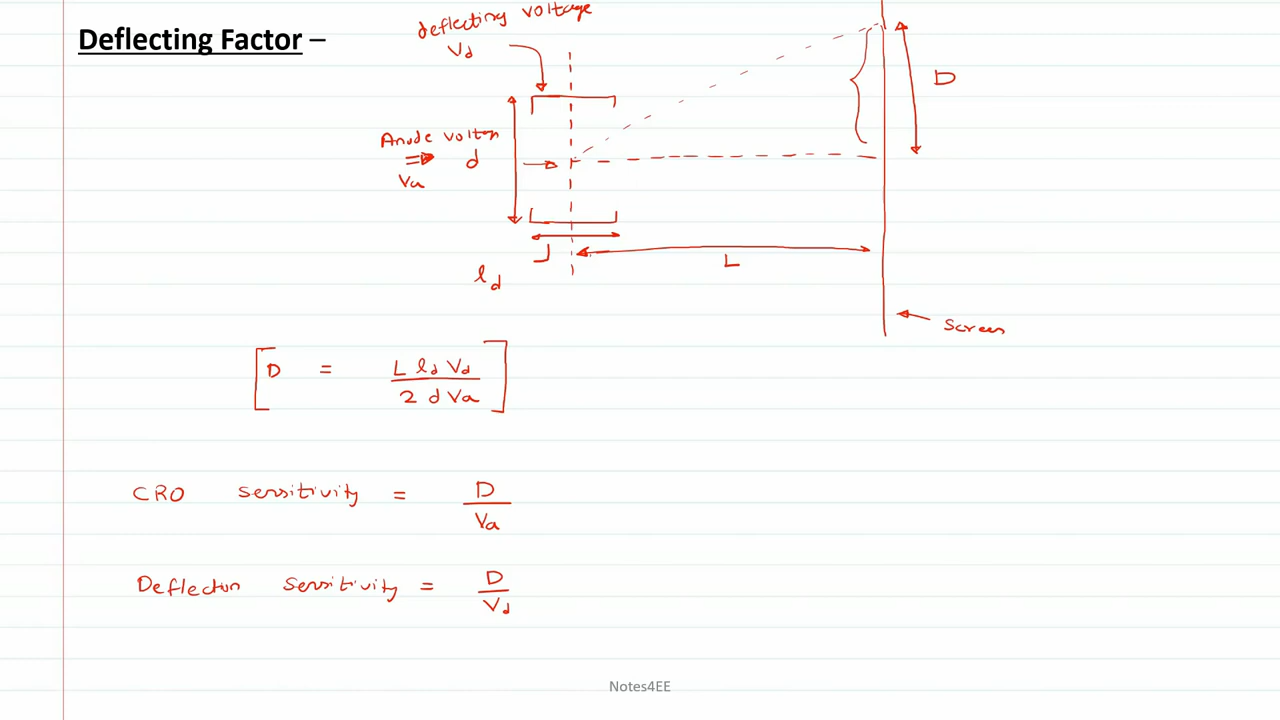 deflecting voltage
Deflecting Factor –
Vd
D
Anode voltag
d
Va
L
ld
Screen
D = L ld Vd / 2 d Va
CRO sensitivity = D / Va
Deflection sensitivity = D / Vd
Notes4EE